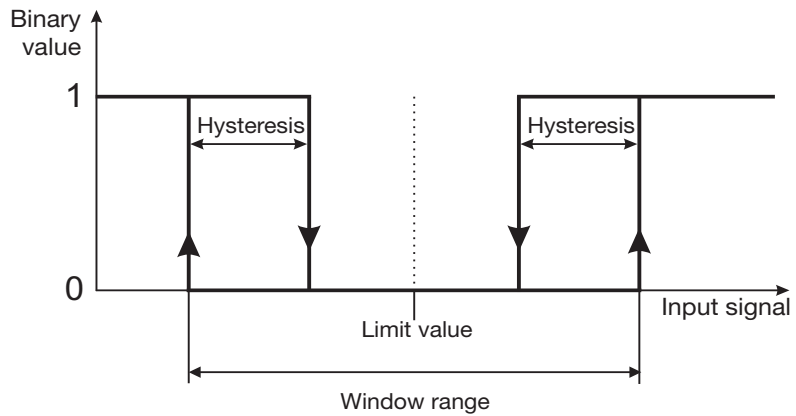 Binary
value
1
Hysteresis
Hysteresis
0
Input signal
Limit value
Window range